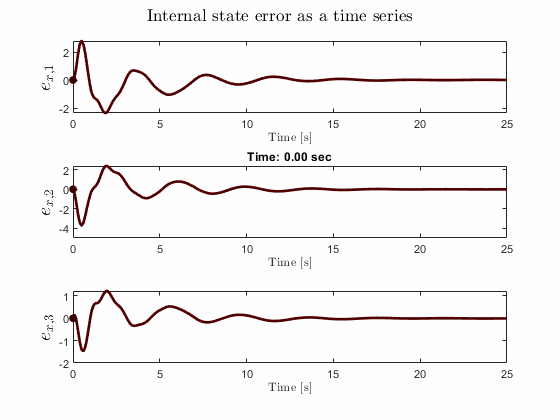 Internal state error as a time series
2
0
-2
e_{x,1}
0 5 10 15 20 25
Time [s]
Time: 0.00 sec
2
0
-2
-4
e_{x,2}
0 5 10 15 20 25
Time [s]
1
0
-1
-2
e_{x,3}
0 5 10 15 20 25
Time [s]